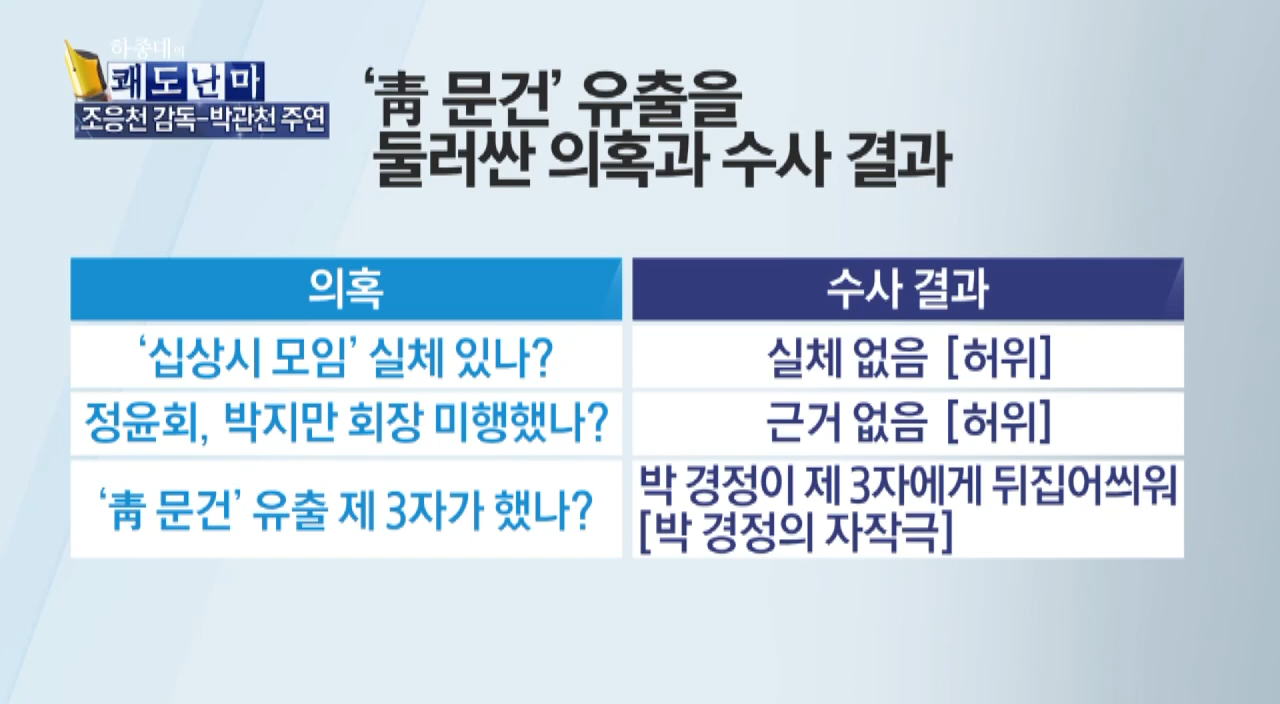 하종대의
쾌도난마
조응천 감독-박관천 주연
‘靑 문건’ 유출을
둘러싼 의혹과 수사 결과
의혹
수사 결과
‘십상시 모임’ 실체 있나?
실체 없음 [허위]
정윤회, 박지만 회장 미행했나?
근거 없음 [허위]
‘靑 문건’ 유출 제 3자가 했나?
박 경정이 제 3자에게 뒤집어씌워
[박 경정의 자작극]